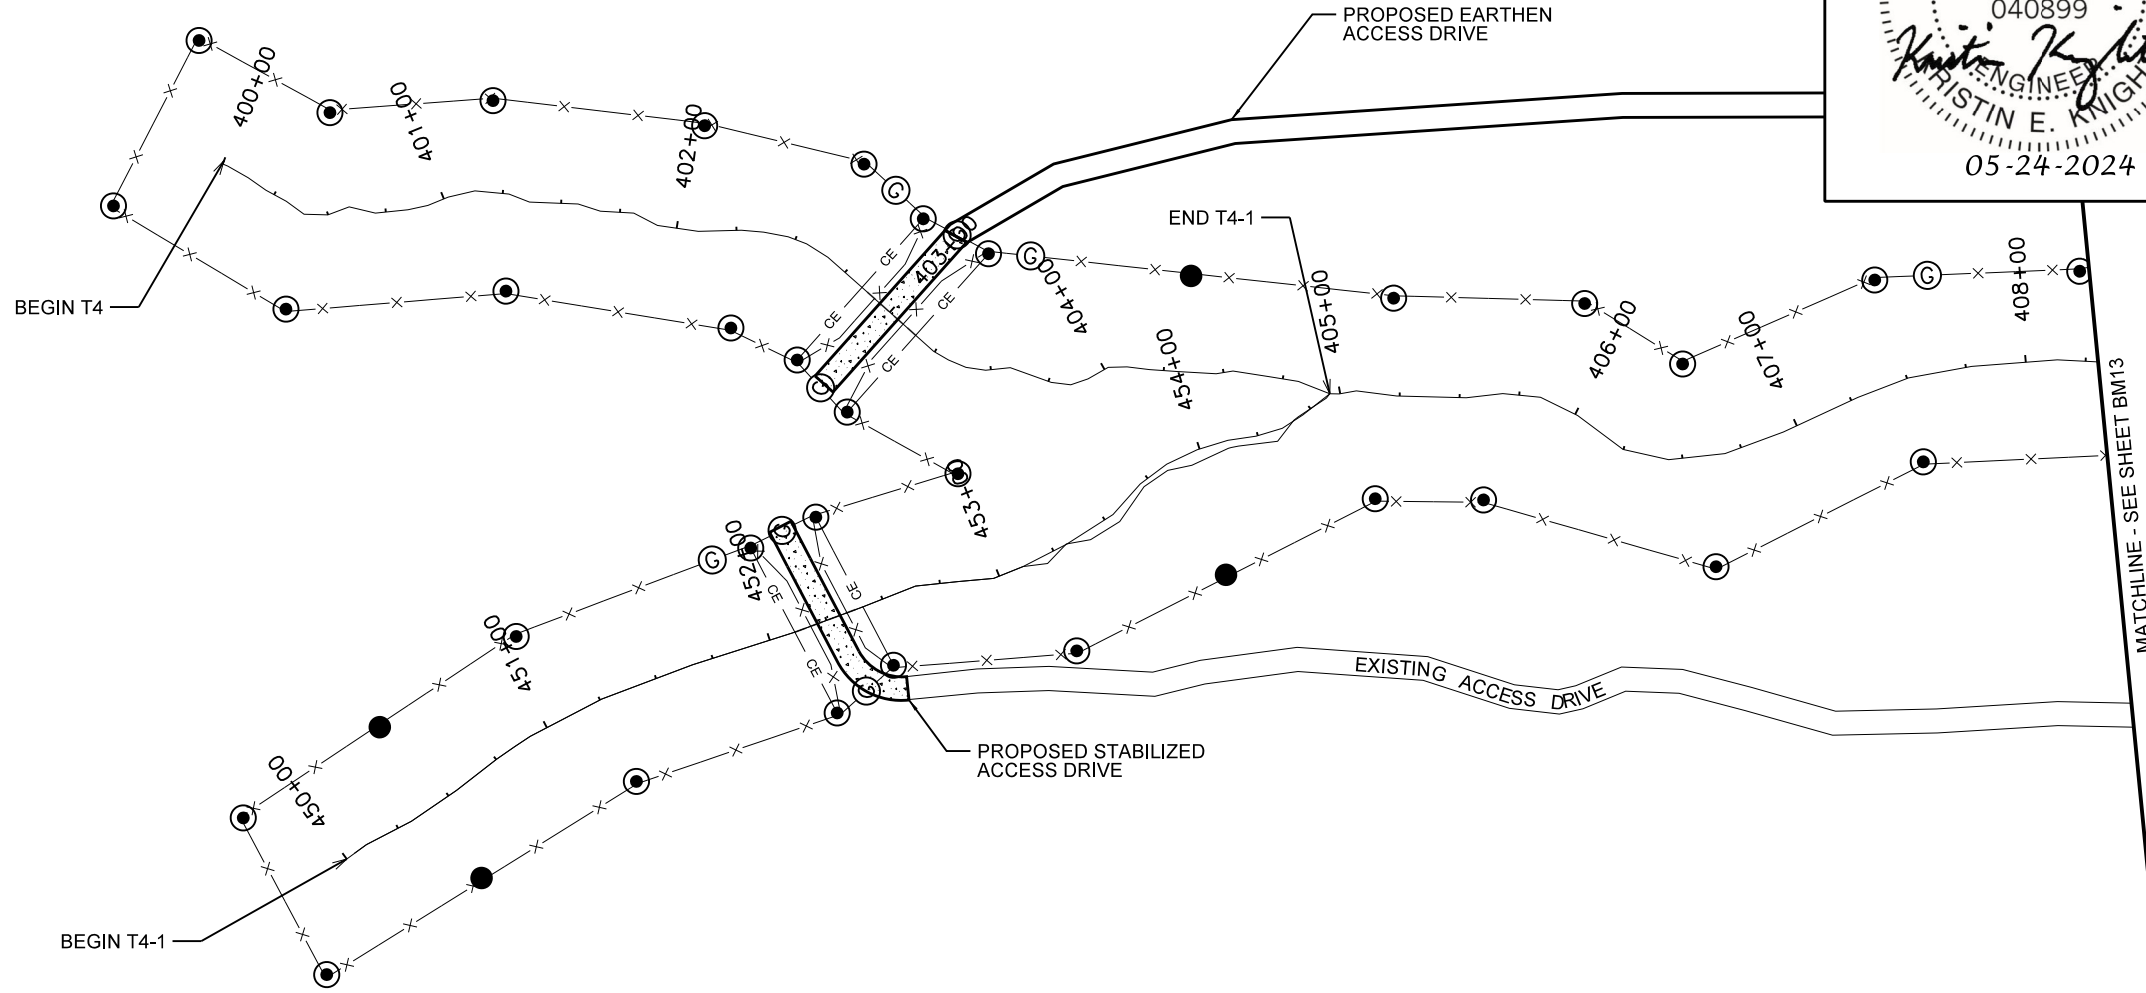 PROPOSED EARTHEN
ACCESS DRIVE
040899
ENGINEER
KRISTIN E. KNIGHT
05-24-2024
400+00
401+00
402+00
403+00
404+00
405+00
406+00
407+00
408+00
END T4-1
BEGIN T4
CE
CE
CE
CE
G
G
G
G
G
454+00
453+00
452+00
451+00
450+00
G
G
G
CE
CE
CE
EXISTING ACCESS DRIVE
PROPOSED STABILIZED
ACCESS DRIVE
BEGIN T4-1
MATCHLINE - SEE SHEET BM13